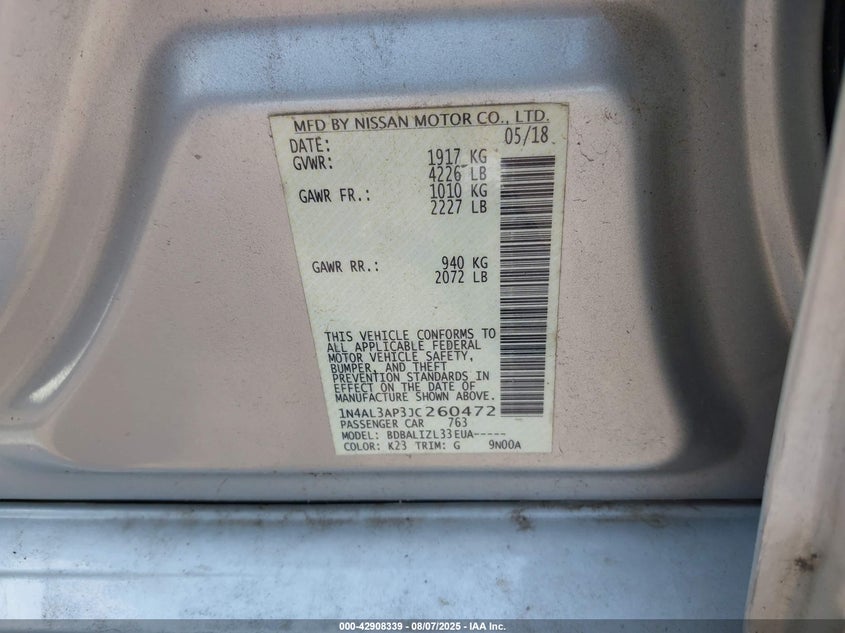 MFD BY NISSAN MOTOR CO., LTD.
DATE: 05/18
GVWR: 1917 KG
4226 LB
GAWR FR.: 1010 KG
2227 LB
GAWR RR.: 940 KG
2072 LB
THIS VEHICLE CONFORMS TO
ALL APPLICABLE FEDERAL
MOTOR VEHICLE SAFETY,
BUMPER, AND THEFT
PREVENTION STANDARDS IN
EFFECT ON THE DATE OF
MANUFACTURE SHOWN ABOVE.
1N4AL3AP3JC260472
PASSENGER CAR 763
MODEL: BDBALIZL33EUA-----
COLOR: K23 TRIM: G 9N00A
000-42908339 — 08/07/2025 — IAA Inc.